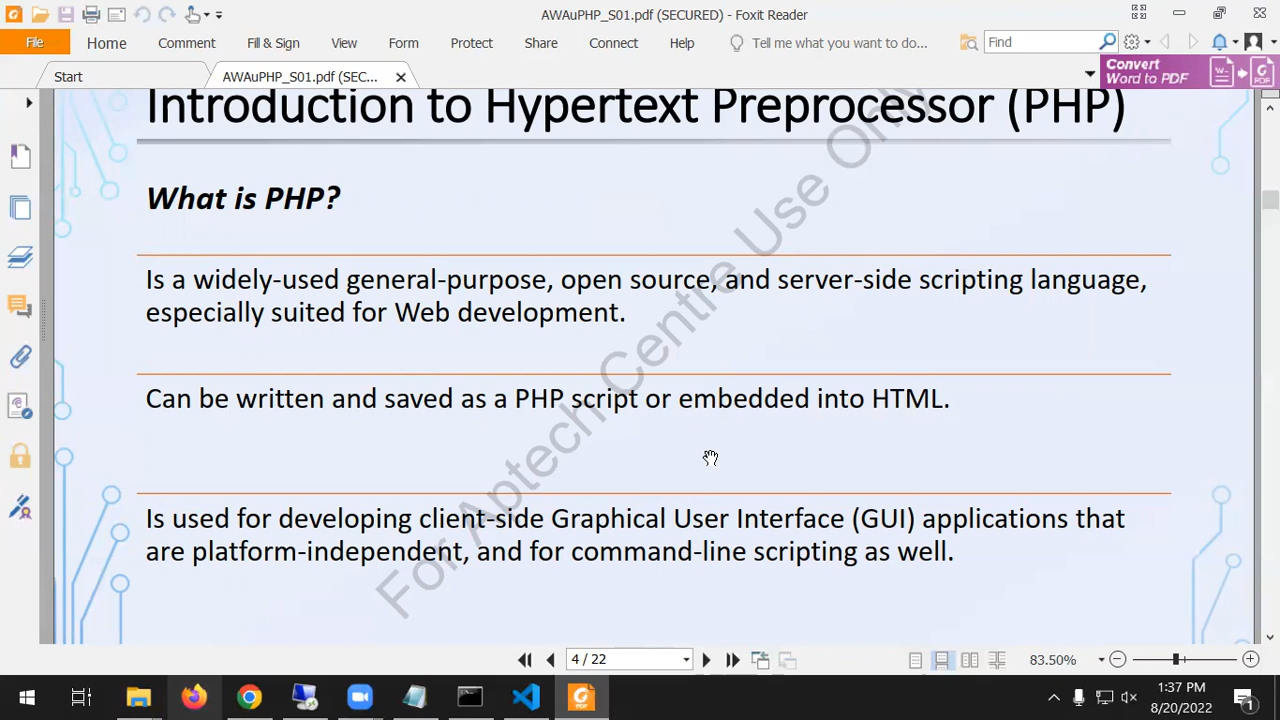 AWAuPHP_S01.pdf (SECURED) - Foxit Reader
File Home Comment Fill & Sign View Form Protect Share Connect Help Tell me what you want to do... Find
Start AWAuPHP_S01.pdf (SEC...
Convert
Word to PDF
Introduction to Hypertext Preprocessor (PHP)
What is PHP?
Is a widely-used general-purpose, open source, and server-side scripting language,
especially suited for Web development.
Can be written and saved as a PHP script or embedded into HTML.
Is used for developing client-side Graphical User Interface (GUI) applications that
are platform-independent, and for command-line scripting as well.
For Aptech Centre Use Only
4 / 22 83.50%
1:37 PM
8/20/2022
1